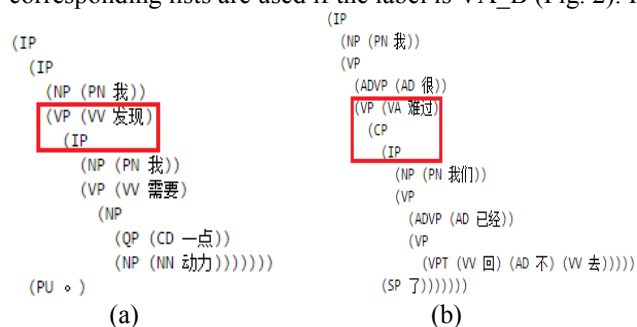 corresponding lists are used if the label is VA_B (Fig. 2).
(IP
(IP
(NP (PN 我))
(VP (VV 发现)
(IP
(NP (PN 我))
(VP (VV 需要)
(NP
(QP (CD 一点))
(NP (NN 动力)))))))
(PU 。)
(a)
(IP
(NP (PN 我))
(VP
(ADVP (AD 很))
(VP (VA 难过)
(CP
(IP
(NP (PN 我们))
(VP
(ADVP (AD 已经))
(VP
(VPT (VV 回) (AD 不) (VV 去)))))
(SP 了)))))))
(b)